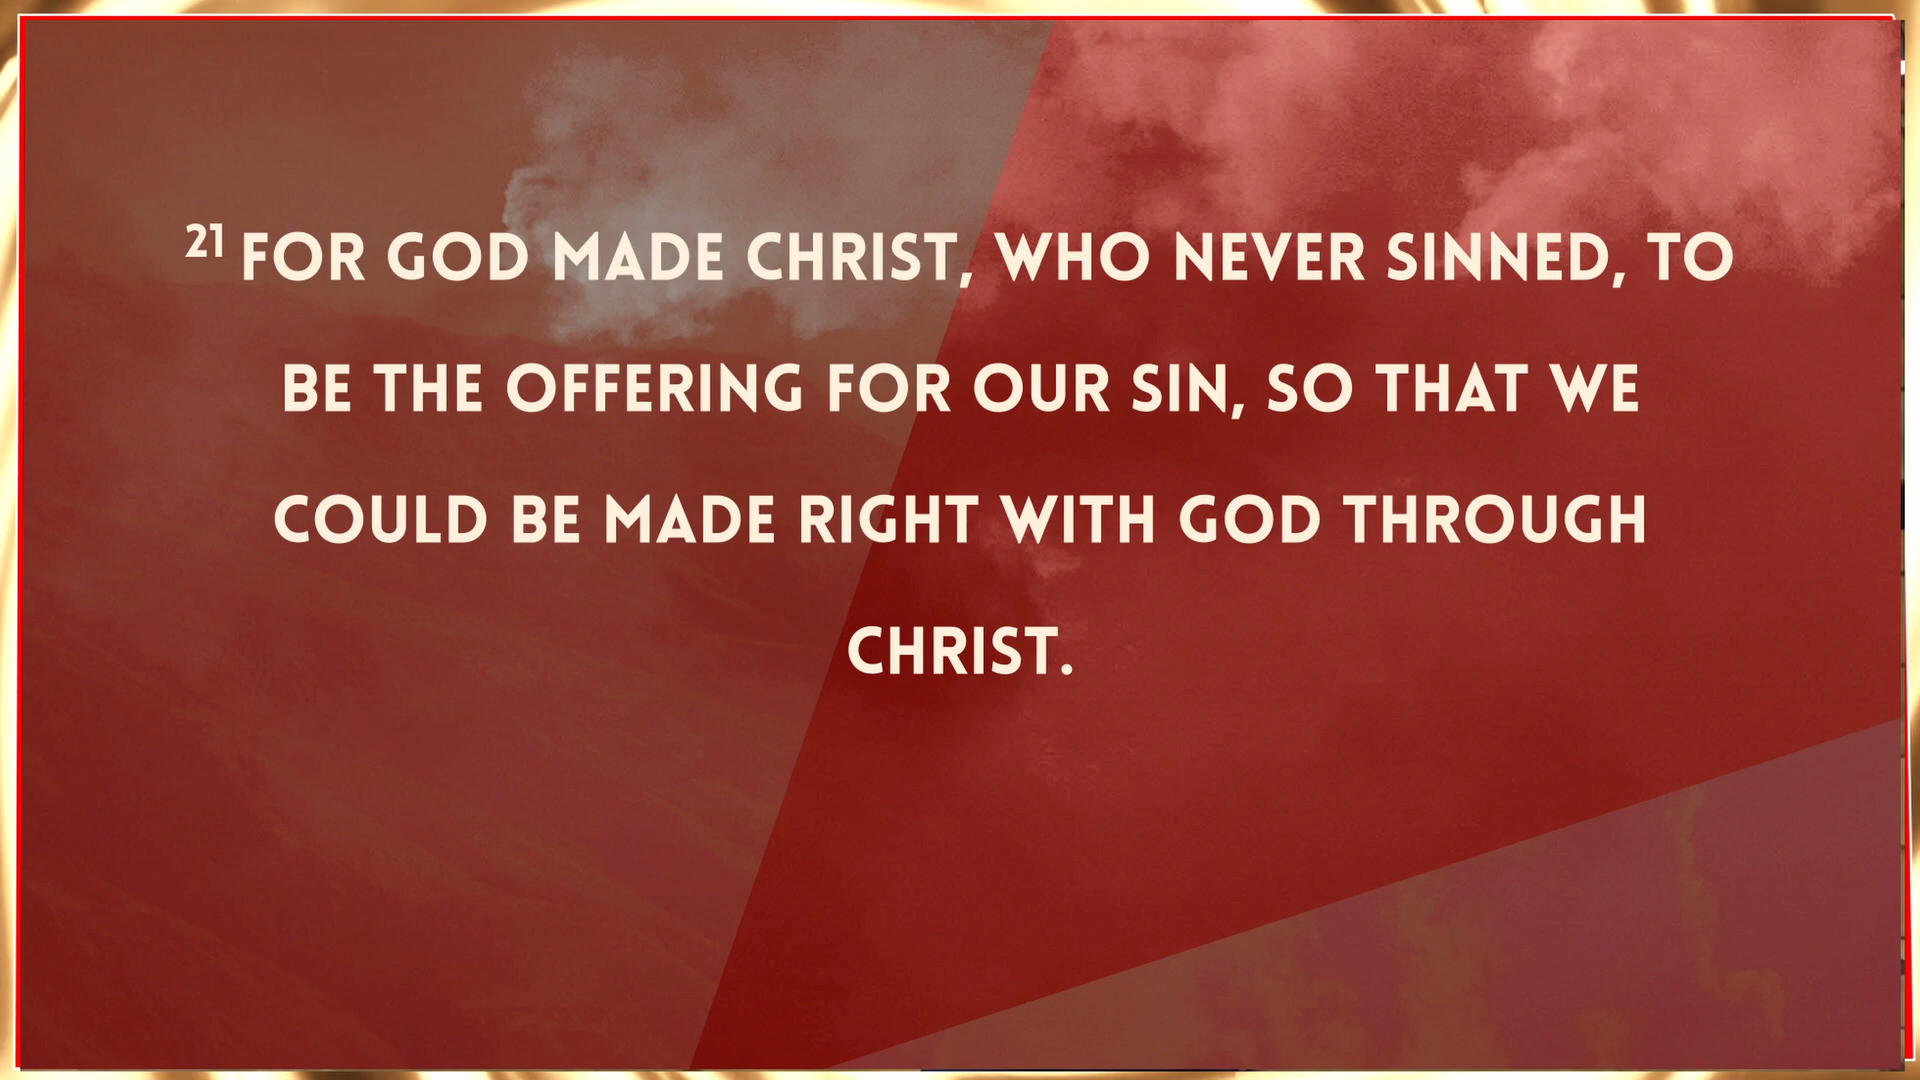 21 FOR GOD MADE CHRIST, WHO NEVER SINNED, TO
BE THE OFFERING FOR OUR SIN, SO THAT WE
COULD BE MADE RIGHT WITH GOD THROUGH
CHRIST.